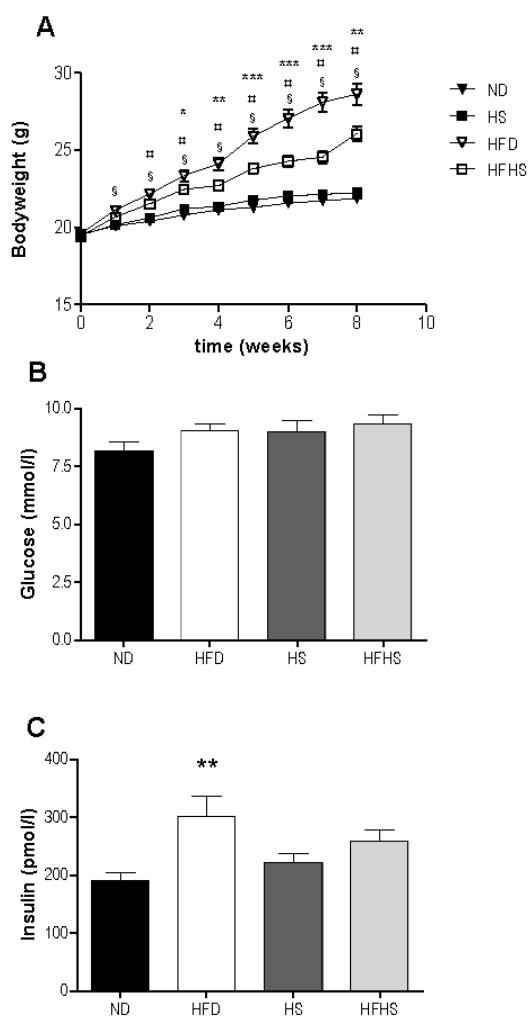 A
** 
*** *** ⌗
*** ⌗ ⌗ §
** ⌗ § §
* ⌗ §
⌗ ⌗ §
§ § §
30
25
20
15
Bodyweight (g)
0 2 4 6 8 10
time (weeks)
ND
HS
HFD
HFHS
B
10.0
7.5
5.0
2.5
0.0
Glucose (mmol/l)
ND HFD HS HFHS
C
400
300
200
100
0
Insulin (pmol/l)
**
ND HFD HS HFHS